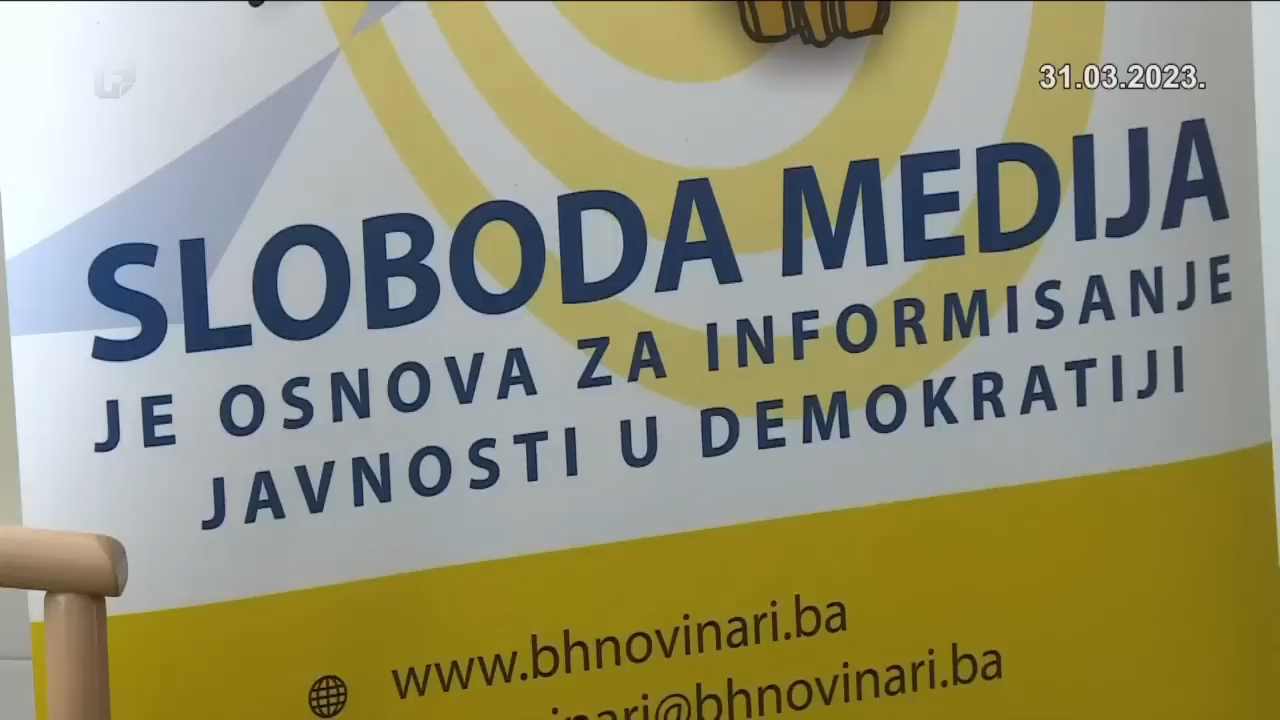 31.03.2023.
SLOBODA MEDIJA
JE OSNOVA ZA INFORMISANJE
JAVNOSTI U DEMOKRATIJI
www.bhnovinari.ba